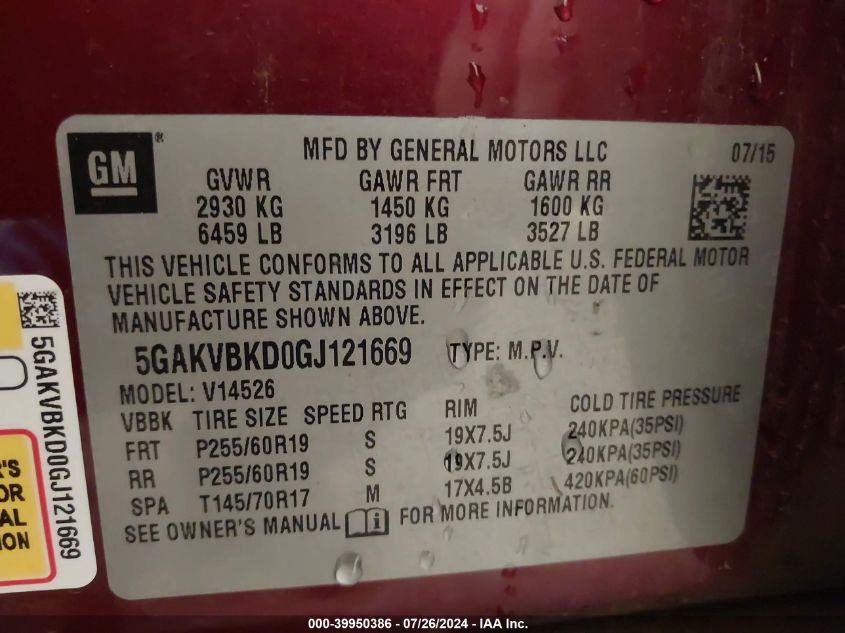 GM ®
MFD BY GENERAL MOTORS LLC 07/15
GVWR GAWR FRT GAWR RR
2930 KG 1450 KG 1600 KG
6459 LB 3196 LB 3527 LB
THIS VEHICLE CONFORMS TO ALL APPLICABLE U.S. FEDERAL MOTOR
VEHICLE SAFETY STANDARDS IN EFFECT ON THE DATE OF
MANUFACTURE SHOWN ABOVE.
5GAKVBKD0GJ121669 TYPE: M.P.V.
MODEL: V14526
VBBK TIRE SIZE SPEED RTG RIM COLD TIRE PRESSURE
FRT P255/60R19 S 19X7.5J 240KPA(35PSI)
RR P255/60R19 S 19X7.5J 240KPA(35PSI)
SPA T145/70R17 M 17X4.5B 420KPA(60PSI)
SEE OWNER'S MANUAL i FOR MORE INFORMATION.
5GAKVBKD0GJ121669
R'S
OR
AL
ION
000-39950386 - 07/26/2024 - IAA Inc.